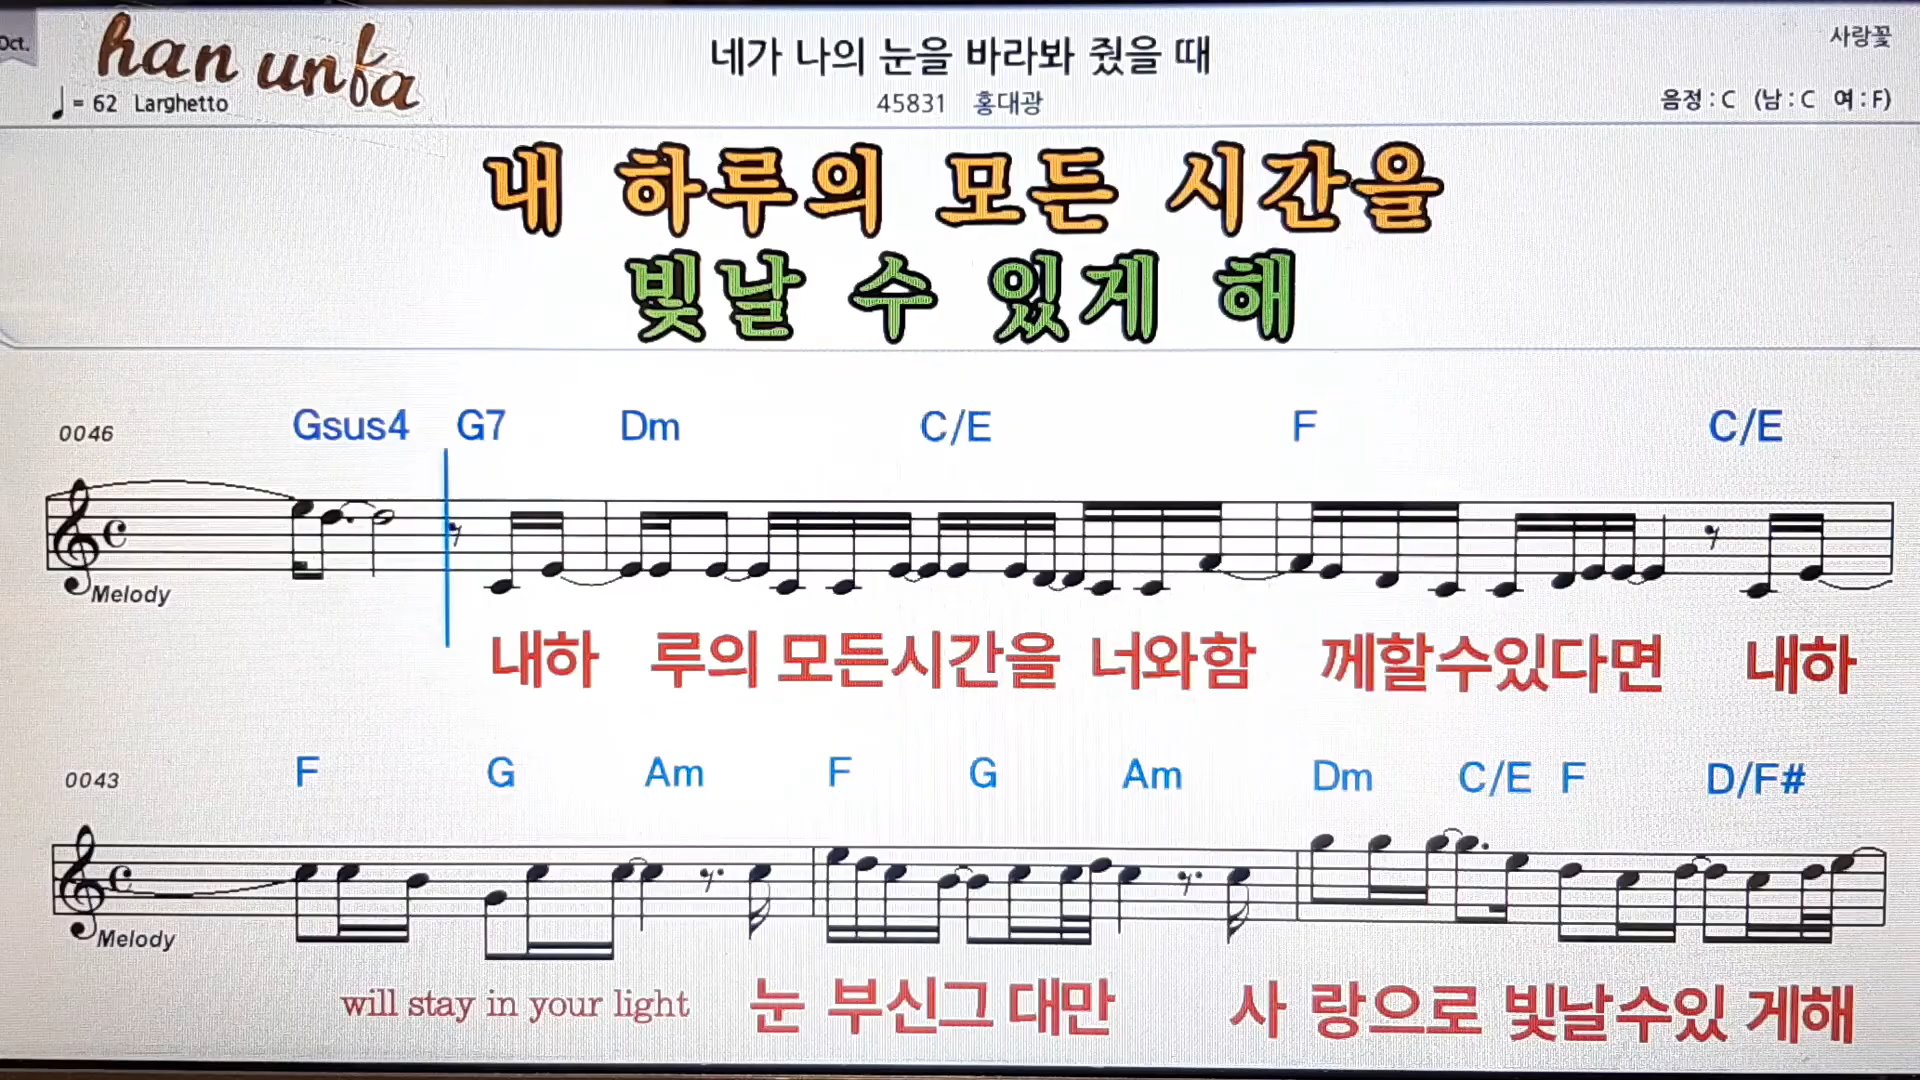 Oct.
han unfa
네가 나의 눈을 바라봐 줬을 때
사랑꽃
♩ = 62 Larghetto
45831 홍대광
음정 : C (남 : C 여 : F)
내 하루의 모든 시간을
빛날 수 있게 해
0046 Gsus4 G7 Dm C/E F C/E
Melody
내하 루의 모든시간을 너와함 께할수있다면 내하
0043 F G Am F G Am Dm C/E F D/F#
Melody
will stay in your light 눈 부신그 대만 사 랑으로 빛날수있 게해